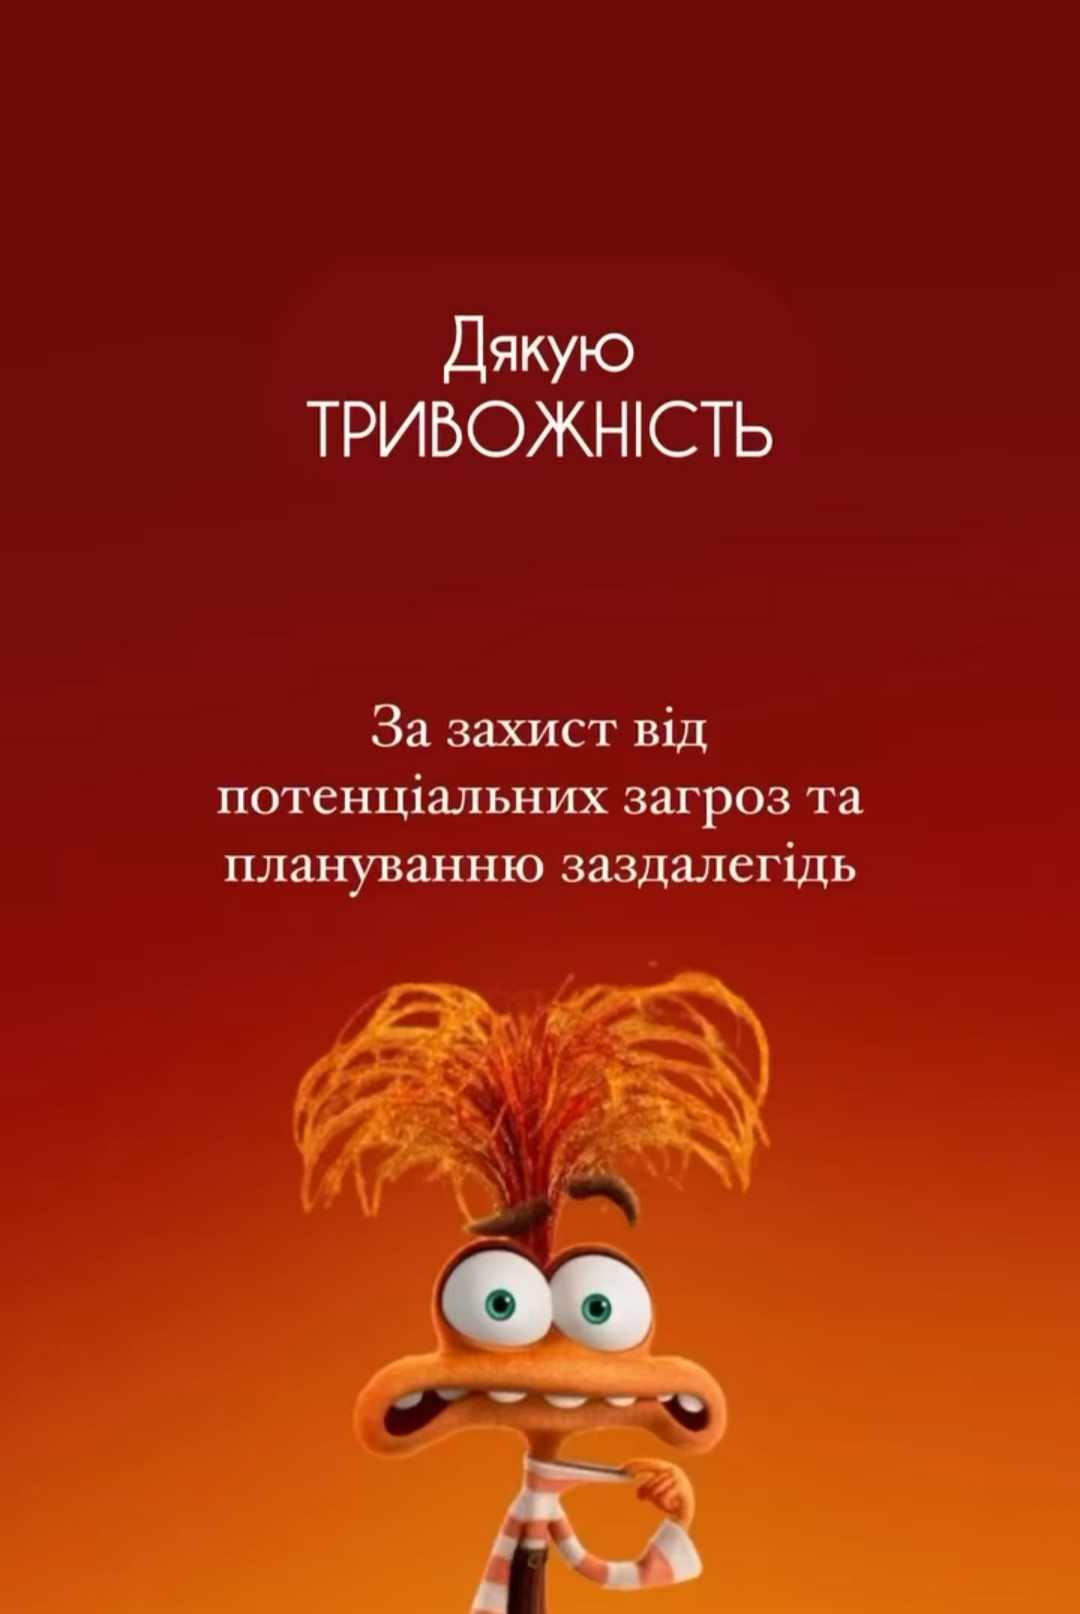 Дякую
ТРИВОЖНІСТЬ
За захист від
потенціальних загроз та
плануванню заздалегідь